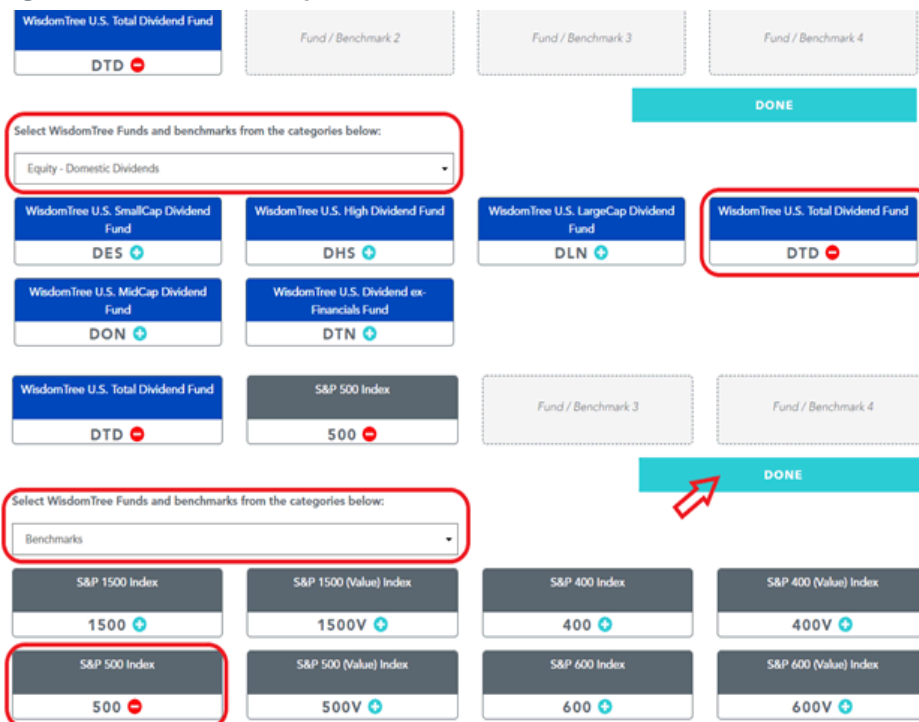 WisdomTree U.S. Total Dividend Fund
Fund / Benchmark 2
Fund / Benchmark 3
Fund / Benchmark 4
DTD
DONE
Select WisdomTree Funds and benchmarks from the categories below:
Equity - Domestic Dividends
WisdomTree U.S. SmallCap Dividend
Fund
DES
WisdomTree U.S. High Dividend Fund
DHS
WisdomTree U.S. LargeCap Dividend
Fund
DLN
WisdomTree U.S. Total Dividend Fund
DTD
WisdomTree U.S. MidCap Dividend
Fund
DON
WisdomTree U.S. Dividend ex-
Financials Fund
DTN
WisdomTree U.S. Total Dividend Fund
DTD
S&P 500 Index
500
Fund / Benchmark 3
Fund / Benchmark 4
DONE
Select WisdomTree Funds and benchmarks from the categories below:
Benchmarks
S&P 1500 Index
1500
S&P 1500 (Value) Index
1500V
S&P 400 Index
400
S&P 400 (Value) Index
400V
S&P 500 Index
500
S&P 500 (Value) Index
500V
S&P 600 Index
600
S&P 600 (Value) Index
600V